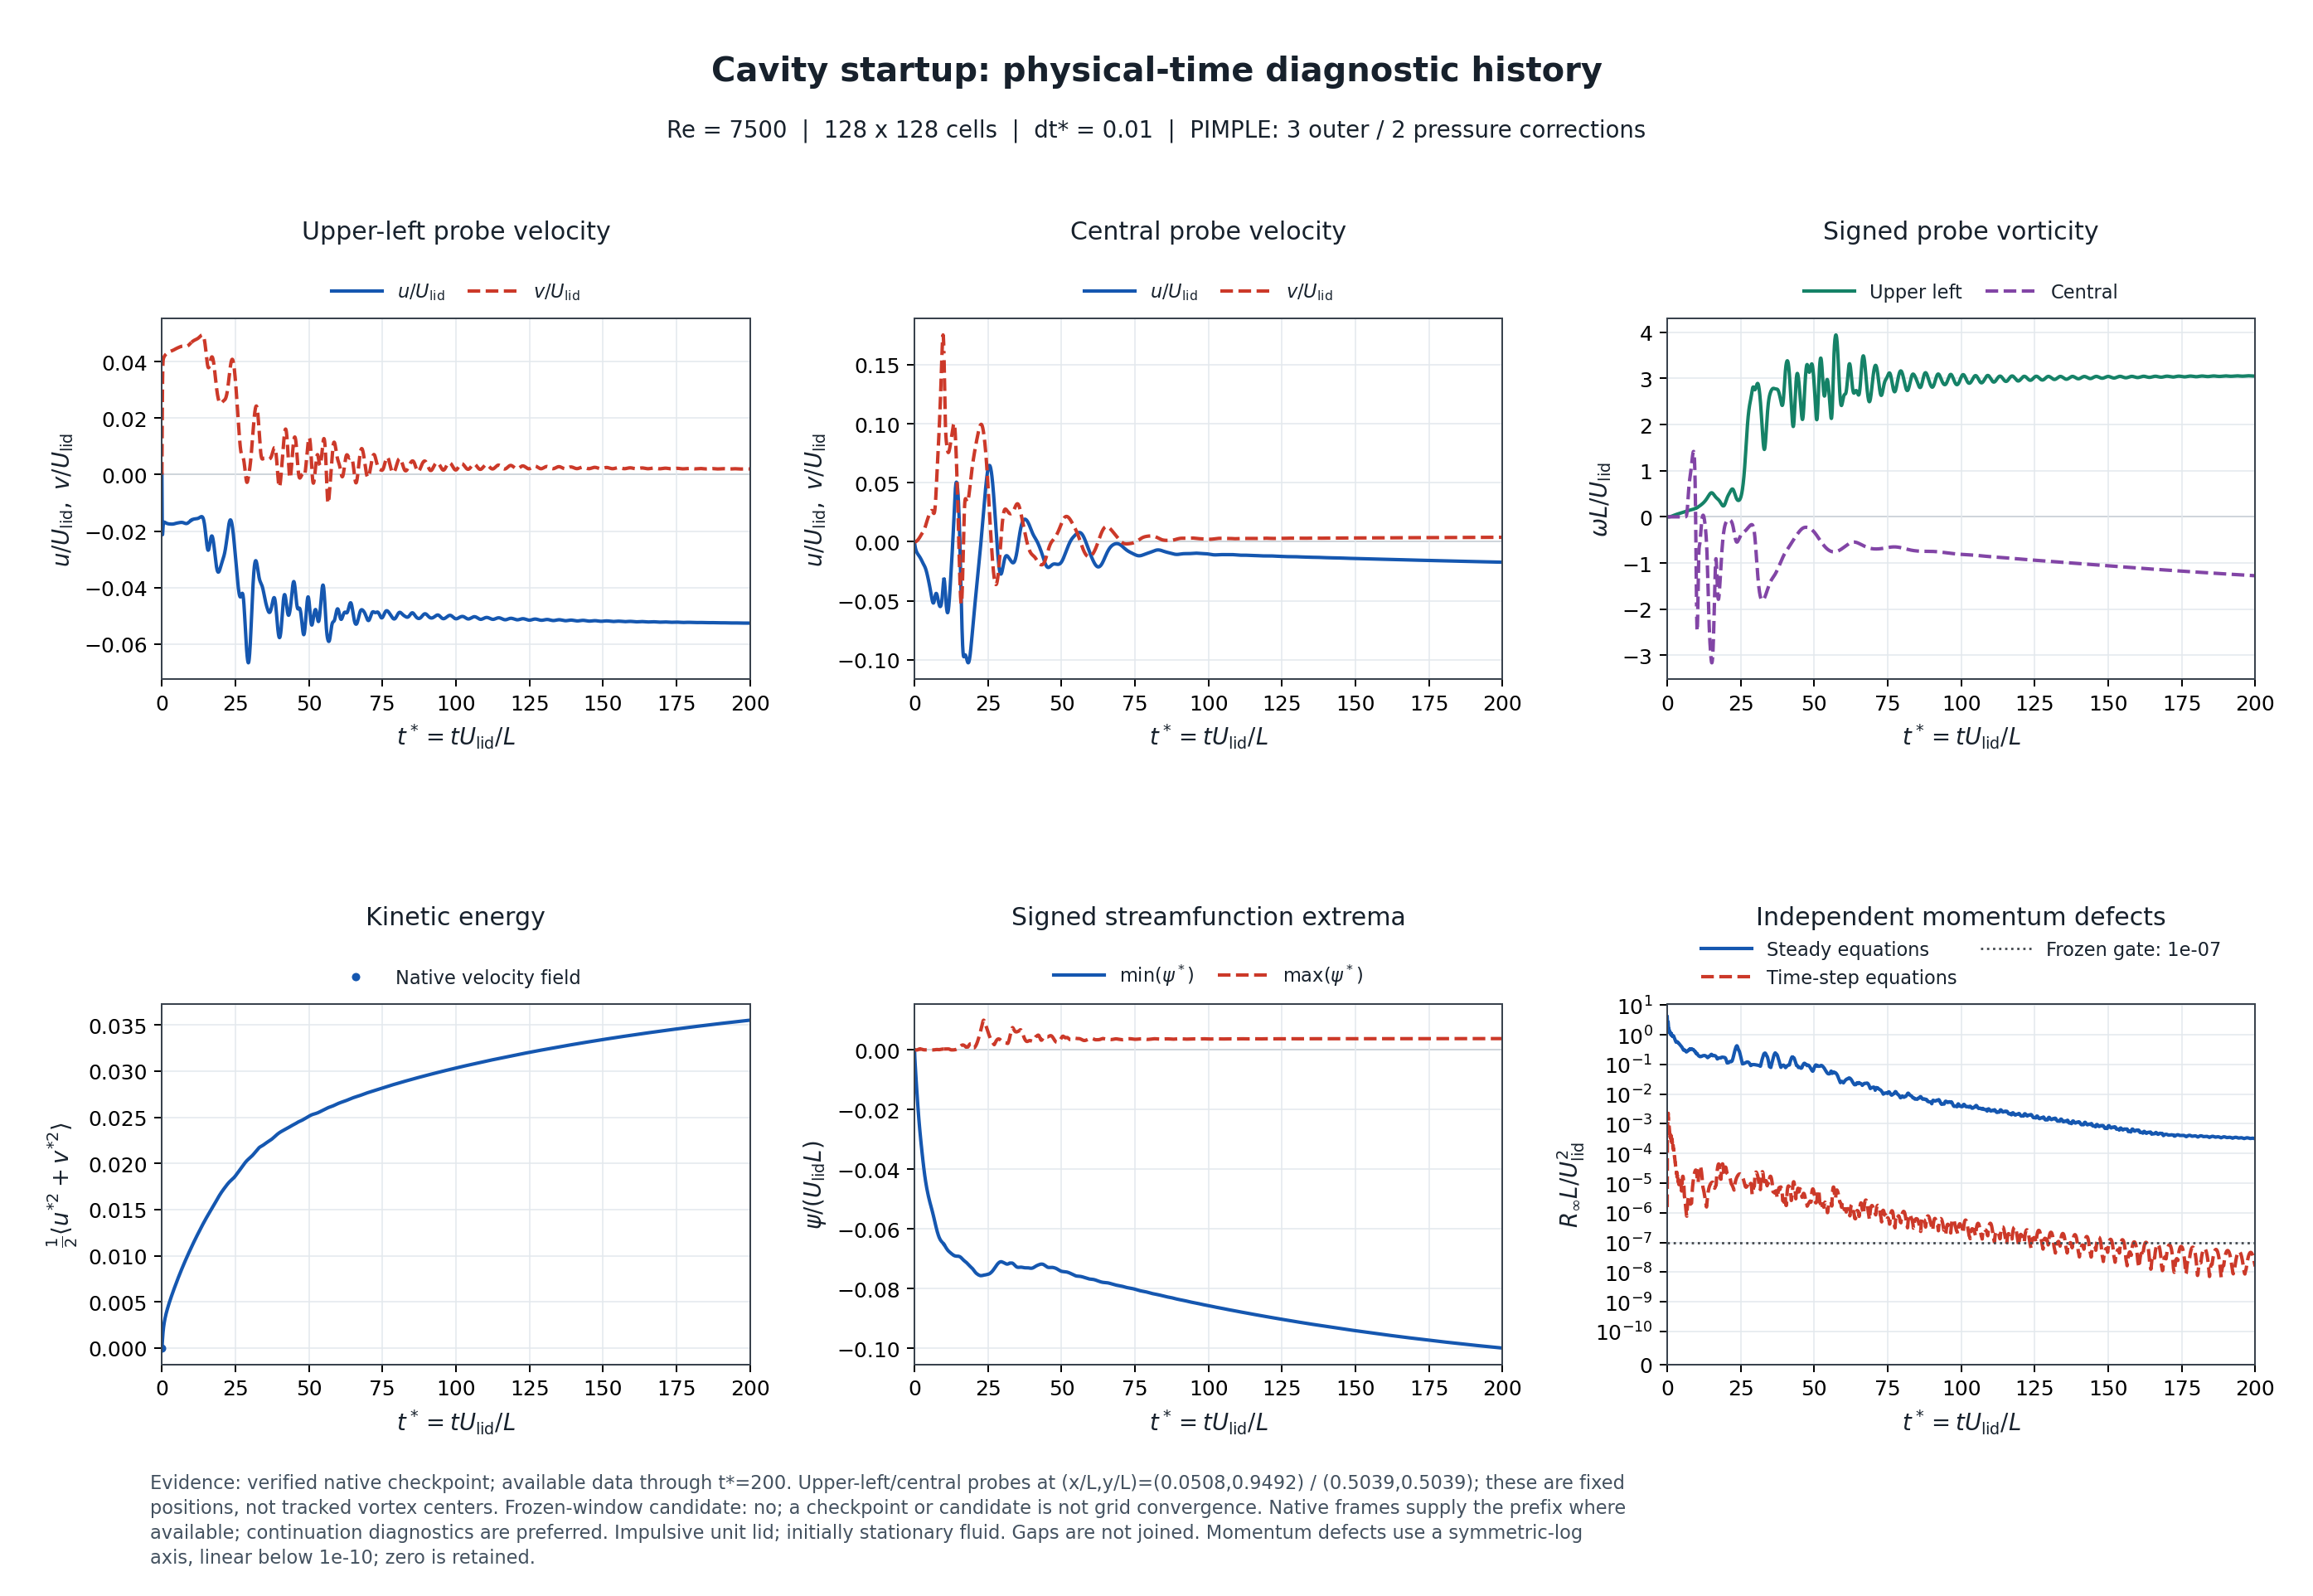 Cavity startup: physical-time diagnostic history
Re = 7500 | 128 x 128 cells | dt* = 0.01 | PIMPLE: 3 outer / 2 pressure corrections
Upper-left probe velocity
u/U_lid v/U_lid
0.04
0.02
0.00
−0.02
−0.04
−0.06
u/U_lid, v/U_lid
0 25 50 75 100 125 150 175 200
t* = tU_lid/L
Central probe velocity
u/U_lid v/U_lid
0.15
0.10
0.05
0.00
−0.05
−0.10
u/U_lid, v/U_lid
0 25 50 75 100 125 150 175 200
t* = tU_lid/L
Signed probe vorticity
Upper left Central
4
3
2
1
0
−1
−2
−3
ωL/U_lid
0 25 50 75 100 125 150 175 200
t* = tU_lid/L
Kinetic energy
Native velocity field
0.035
0.030
0.025
0.020
0.015
0.010
0.005
0.000
½⟨u*² + v*²⟩
0 25 50 75 100 125 150 175 200
t* = tU_lid/L
Signed streamfunction extrema
min(ψ*) max(ψ*)
0.00
−0.02
−0.04
−0.06
−0.08
−0.10
ψ/(U_lid L)
0 25 50 75 100 125 150 175 200
t* = tU_lid/L
Independent momentum defects
Steady equations Frozen gate: 1e-07
Time-step equations
10¹
10⁰
10⁻¹
10⁻²
10⁻³
10⁻⁴
10⁻⁵
10⁻⁶
10⁻⁷
10⁻⁸
10⁻⁹
10⁻¹⁰
0
R∞L/U²_lid
0 25 50 75 100 125 150 175 200
t* = tU_lid/L
Evidence: verified native checkpoint; available data through t*=200. Upper-left/central probes at (x/L,y/L)=(0.0508,0.9492) / (0.5039,0.5039); these are fixed
positions, not tracked vortex centers. Frozen-window candidate: no; a checkpoint or candidate is not grid convergence. Native frames supply the prefix where
available; continuation diagnostics are preferred. Impulsive unit lid; initially stationary fluid. Gaps are not joined. Momentum defects use a symmetric-log
axis, linear below 1e-10; zero is retained.